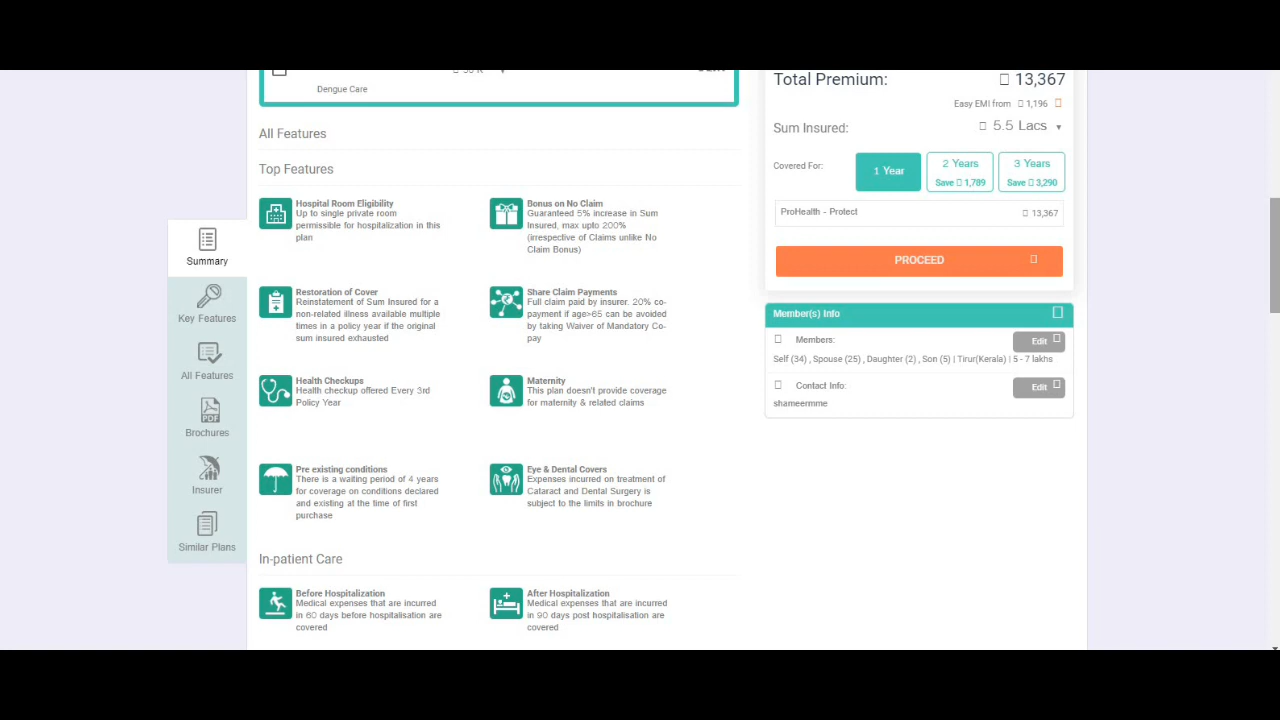 Dengue Care
All Features
Top Features
Hospital Room Eligibility
Up to single private room
permissible for hospitalization in this
plan
Bonus on No Claim
Guaranteed 5% increase in Sum
Insured, max upto 200%
(irrespective of Claims unlike No
Claim Bonus)
Restoration of Cover
Reinstatement of Sum Insured for a
non-related illness available multiple
times in a policy year if the original
sum insured exhausted
Share Claim Payments
Full claim paid by insurer. 20% co-
payment if age>65 can be avoided
by taking Waiver of Mandatory Co-
pay
Health Checkups
Health checkup offered Every 3rd
Policy Year
Maternity
This plan doesn't provide coverage
for maternity & related claims
Pre existing conditions
There is a waiting period of 4 years
for coverage on conditions declared
and existing at the time of first
purchase
Eye & Dental Covers
Expenses incurred on treatment of
Cataract and Dental Surgery is
subject to the limits in brochure
In-patient Care
Before Hospitalization
Medical expenses that are incurred
in 60 days before hospitalisation are
covered
After Hospitalization
Medical expenses that are incurred
in 90 days post hospitalisation are
covered
Summary
Key Features
All Features
PDF
Brochures
Insurer
Similar Plans
Total Premium: 13,367
Easy EMI from 1,196
Sum Insured: 5.5 Lacs
Covered For:
1 Year
2 Years
Save 1,789
3 Years
Save 3,290
ProHealth - Protect 13,367
PROCEED
Member(s) Info
Members: Edit
Self (34) , Spouse (25) , Daughter (2) , Son (5) | Tirur(Kerala) | 5 - 7 lakhs
Contact Info: Edit
shameermme